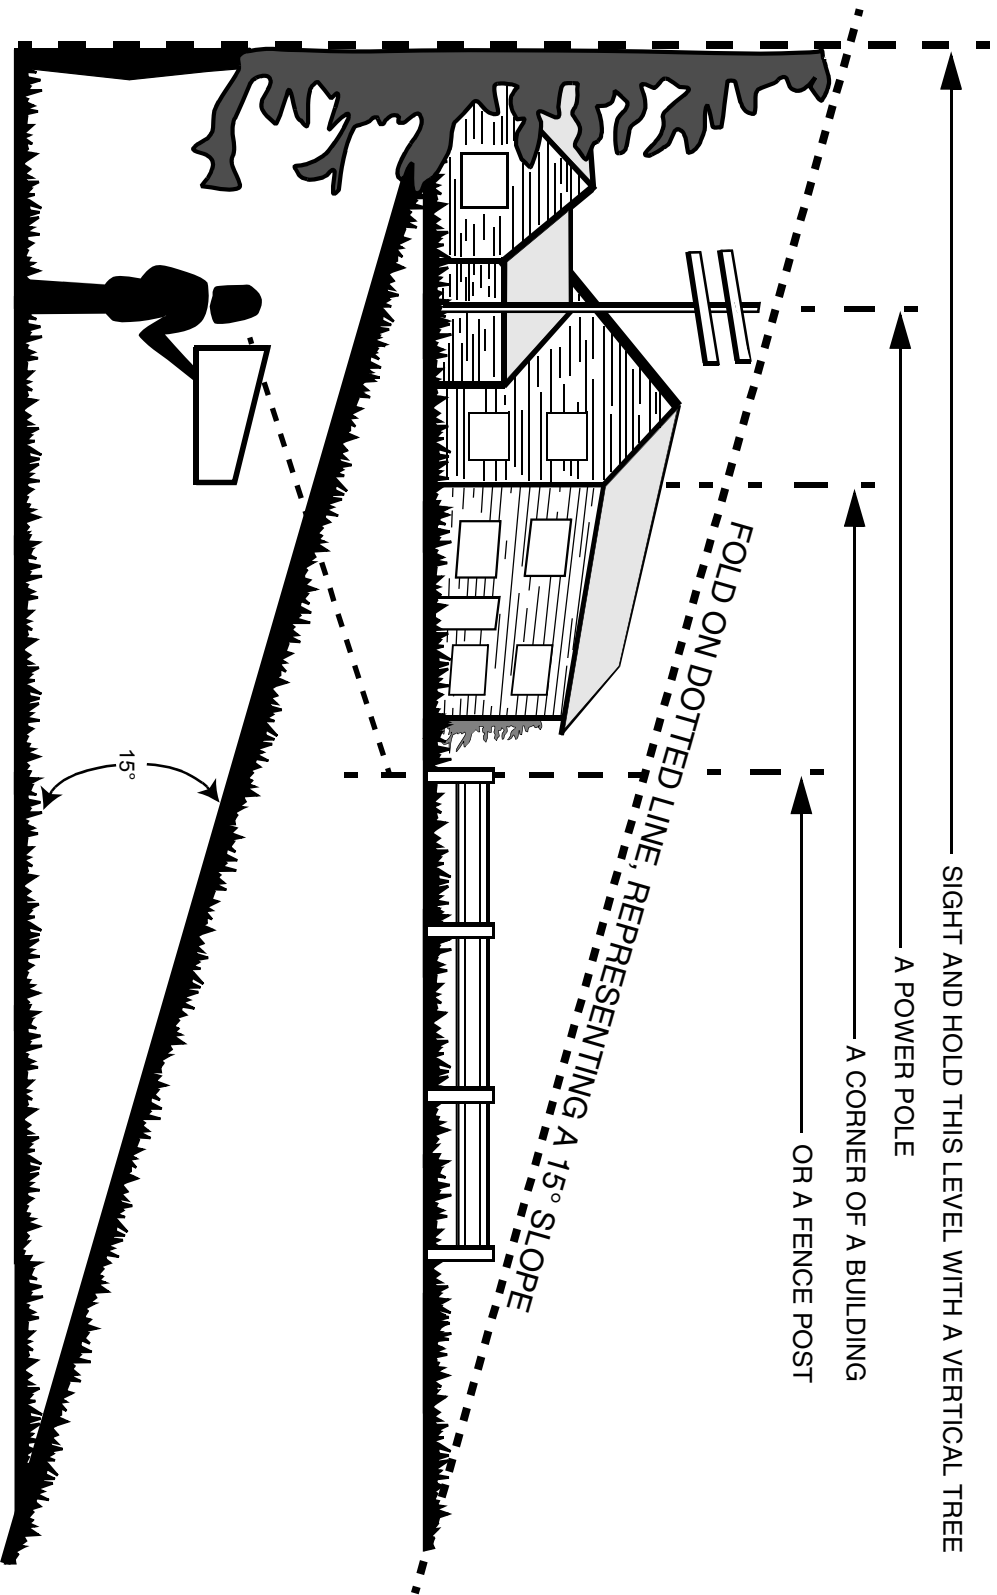 SIGHT AND HOLD THIS LEVEL WITH A VERTICAL TREE
A POWER POLE
A CORNER OF A BUILDING
OR A FENCE POST
FOLD ON DOTTED LINE, REPRESENTING A 15° SLOPE
15°